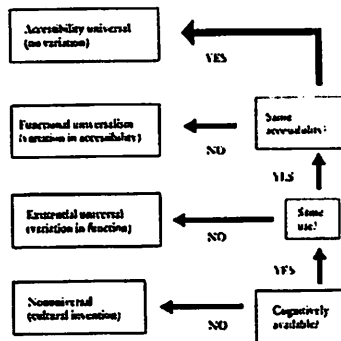 Accessibility universal
(no variation)
YES
Functional universalism
(variation in accessibility)
Same
accessibility?
NO
YES
Existential universal
(variation in function)
Same
use?
NO
YES
Nonuniversal
(cultural invention)
Cognitively
available?
NO